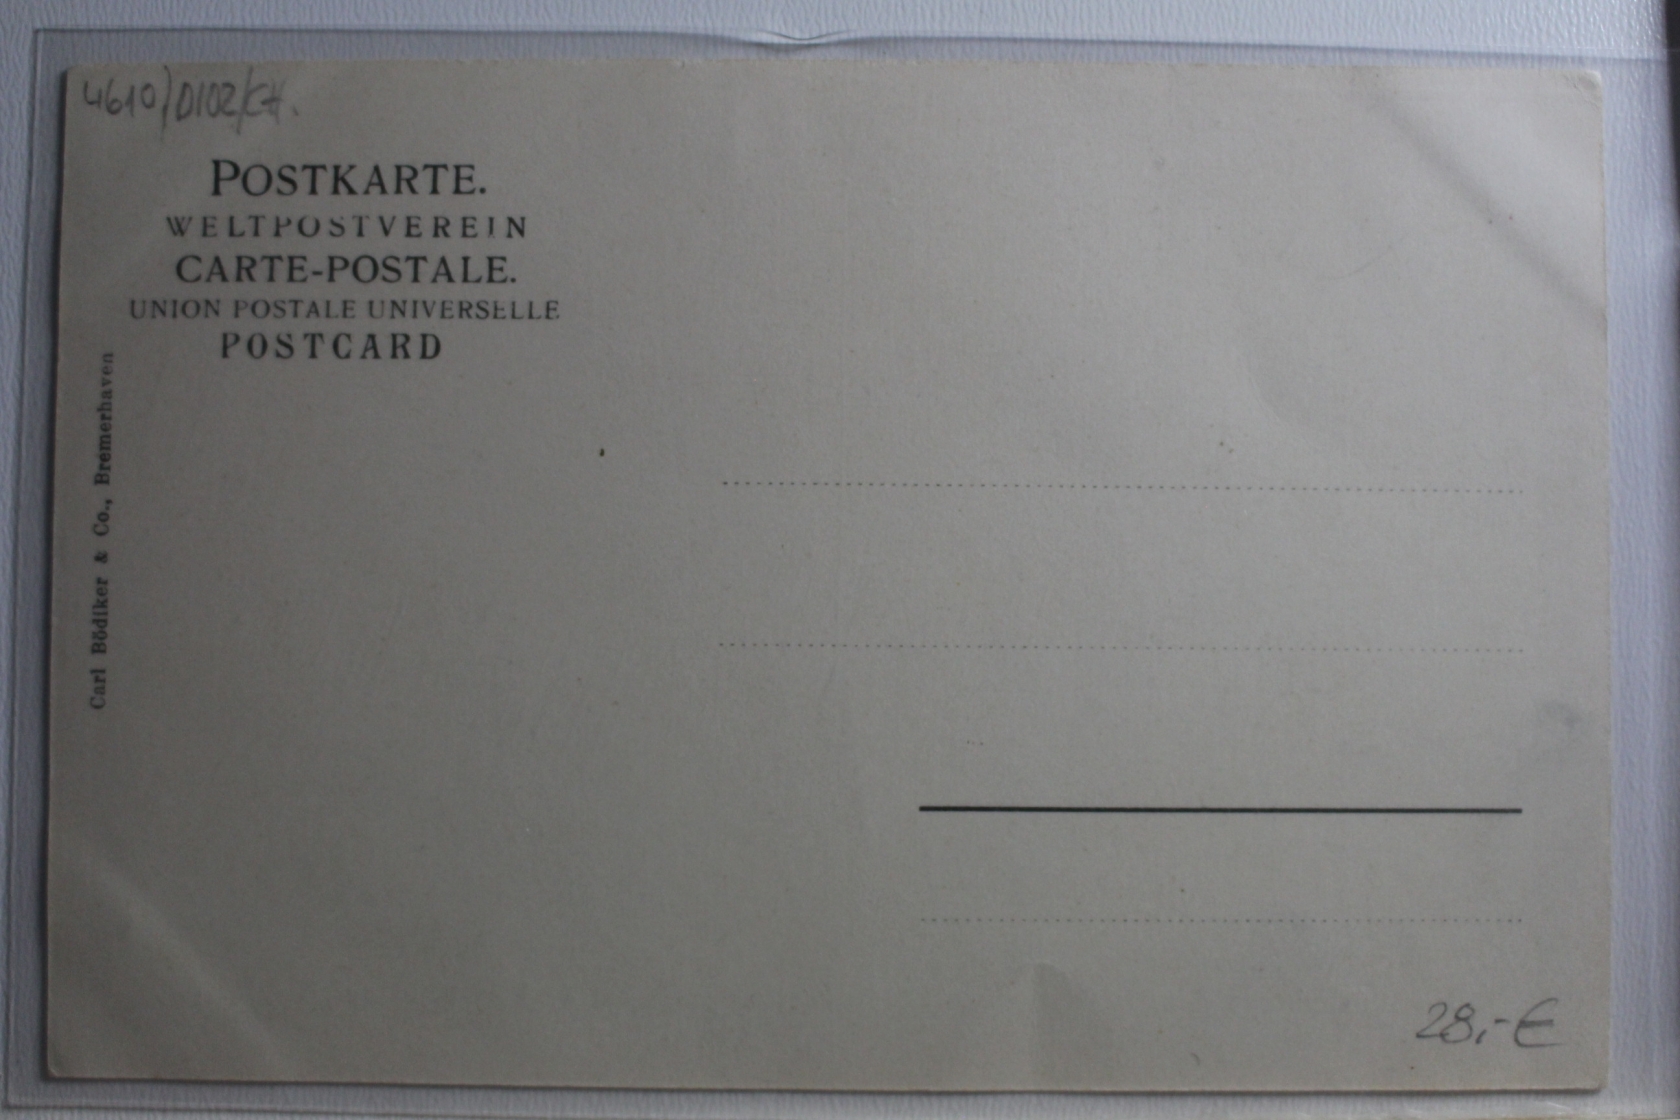 4610/D102/CH.
POSTKARTE.
WELTPOSTVEREIN
CARTE-POSTALE.
UNION POSTALE UNIVERSELLE
POSTCARD
Carl Bödiker & Co., Bremerhaven
28,-€